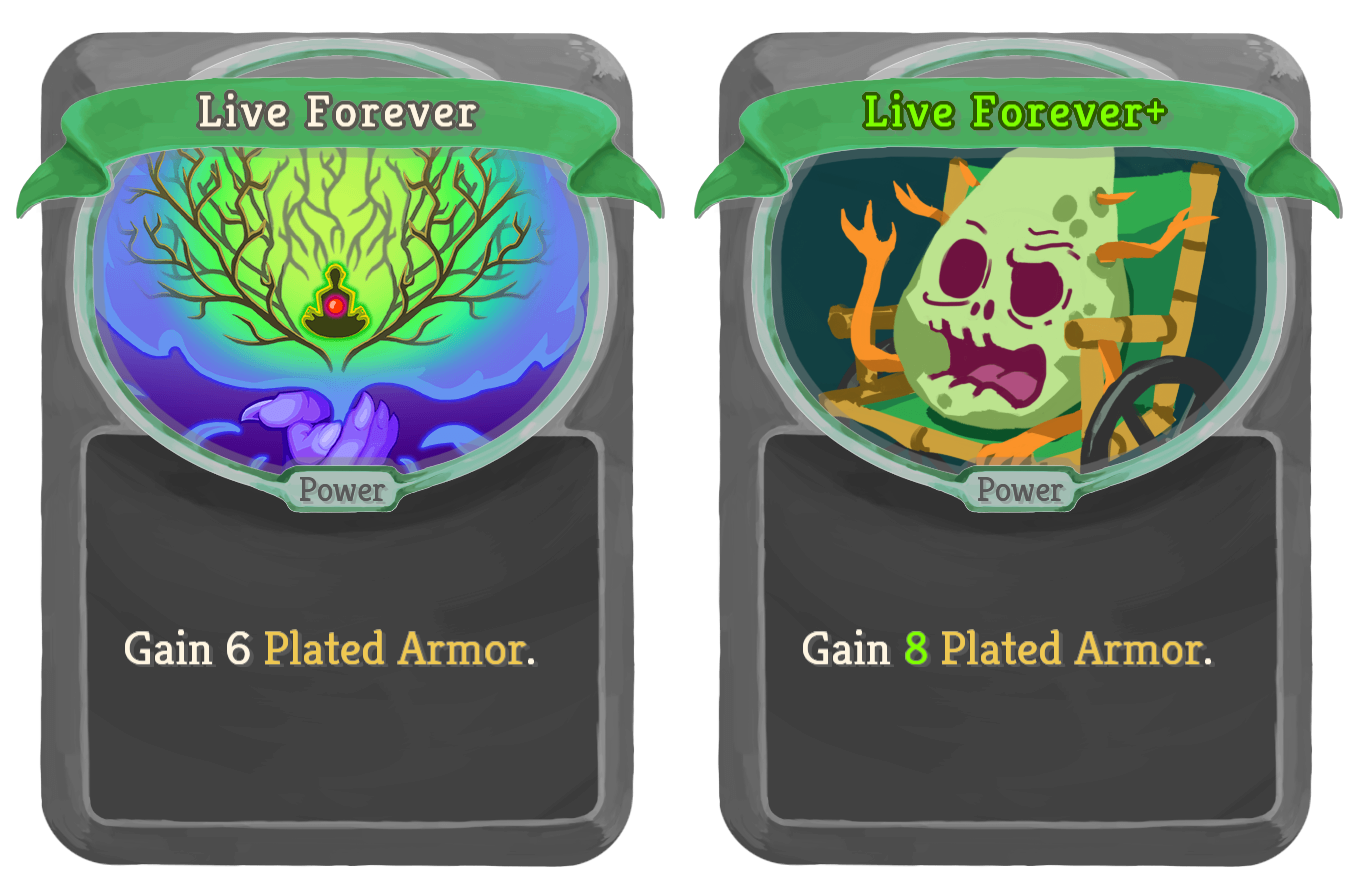 Live Forever
Power
Gain 6 Plated Armor.
Live Forever+
Power
Gain 8 Plated Armor.